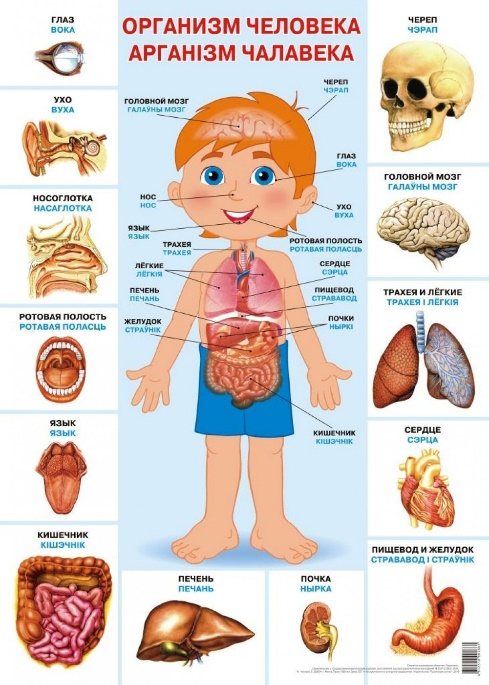 ОРГАНИЗМ ЧЕЛОВЕКА
АРГАНІЗМ ЧАЛАВЕКА
ГЛАЗ
ВОКА
УХО
ВУХА
НОСОГЛОТКА
НАСАГЛОТКА
РОТОВАЯ ПОЛОСТЬ
РОТАВАЯ ПОЛАСЦЬ
ЯЗЫК
ЯЗЫК
КИШЕЧНИК
КІШЭЧНІК
ЧЕРЕП
ЧЭРАП
ГОЛОВНОЙ МОЗГ
ГАЛАЎНЫ МОЗГ
ГЛАЗ
ВОКА
НОС
НОС
УХО
ВУХА
ЯЗЫК
ЯЗЫК
РОТОВАЯ ПОЛОСТЬ
РОТАВАЯ ПОЛАСЦЬ
ТРАХЕЯ
ТРАХЕЯ
ЛЁГКИЕ
ЛЁГКІЯ
СЕРДЦЕ
СЭРЦА
ПЕЧЕНЬ
ПЕЧАНЬ
ПИЩЕВОД
СТРАВАВОД
ЖЕЛУДОК
СТРАЎНІК
ПОЧКИ
НЫРКІ
КИШЕЧНИК
КІШЭЧНІК
ЧЕРЕП
ЧЭРАП
ГОЛОВНОЙ МОЗГ
ГАЛАЎНЫ МОЗГ
ТРАХЕЯ И ЛЁГКИЕ
ТРАХЕЯ І ЛЁГКІЯ
СЕРДЦЕ
СЭРЦА
ПИЩЕВОД И ЖЕЛУДОК
СТРАВАВОД І СТРАЎНІК
ПЕЧЕНЬ
ПЕЧАНЬ
ПОЧКА
НЫРКА